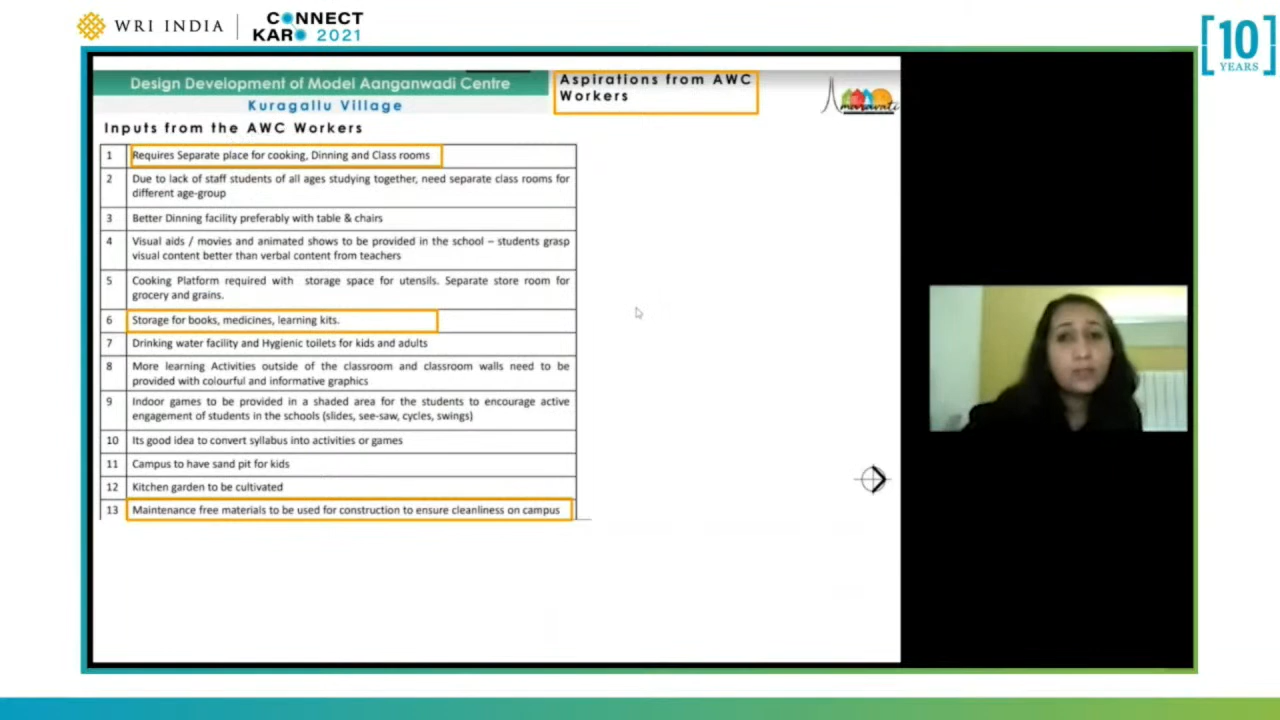 WRI INDIA
CONNECT
KARO 2021
[10]
YEARS
Design Development of Model Aanganwadi Centre
Kuragallu Village
Aspirations from AWC
Workers
Amaravati
Inputs from the AWC Workers
1 Requires Separate place for cooking, Dinning and Class rooms
2 Due to lack of staff students of all ages studying together, need separate class rooms for
different age-group
3 Better Dinning facility preferably with table & chairs
4 Visual aids / movies and animated shows to be provided in the school – students grasp
visual content better than verbal content from teachers
5 Cooking Platform required with storage space for utensils. Separate store room for
grocery and grains.
6 Storage for books, medicines, learning kits.
7 Drinking water facility and Hygienic toilets for kids and adults
8 More learning Activities outside of the classroom and classroom walls need to be
provided with colourful and informative graphics
9 Indoor games to be provided in a shaded area for the students to encourage active
engagement of students in the schools (slides, see-saw, cycles, swings)
10 Its good idea to convert syllabus into activities or games
11 Campus to have sand pit for kids
12 Kitchen garden to be cultivated
13 Maintenance free materials to be used for construction to ensure cleanliness on campus